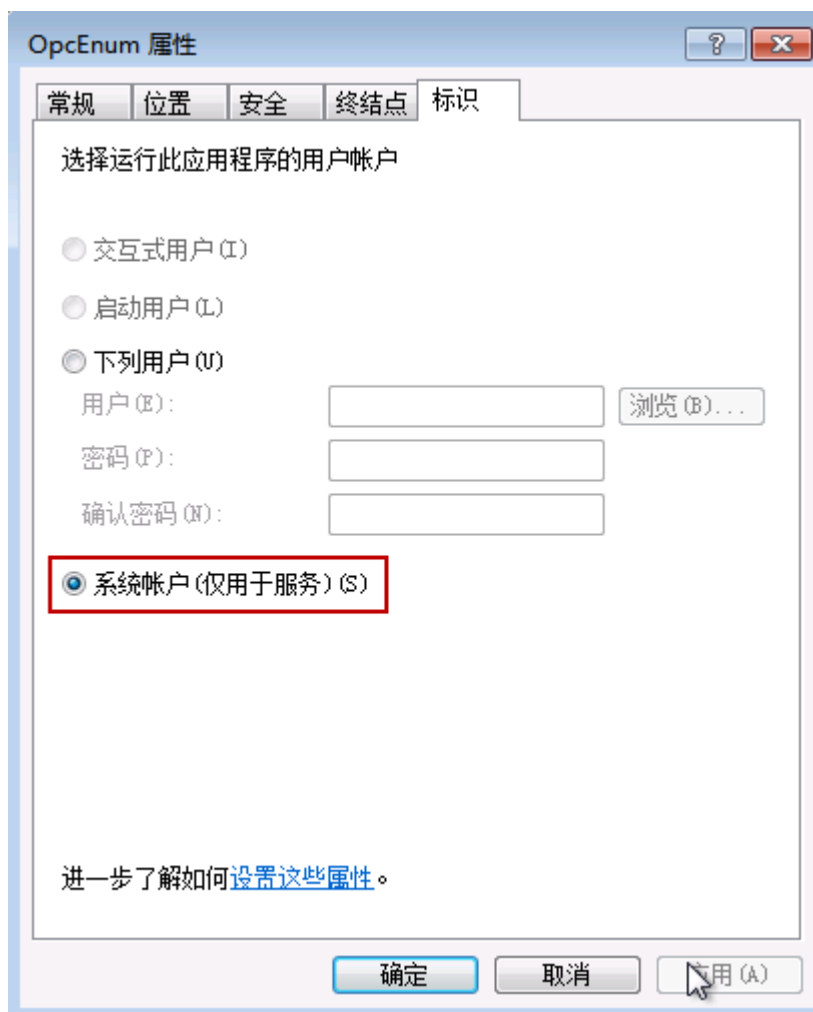 OpcEnum 属性
常规 位置 安全 终结点 标识
选择运行此应用程序的用户帐户
交互式用户(I)
启动用户(L)
下列用户(U)
用户(E): 浏览(B)...
密码(P):
确认密码(N):
系统帐户(仅用于服务)(S)
进一步了解如何设置这些属性。
确定 取消 应用(A)